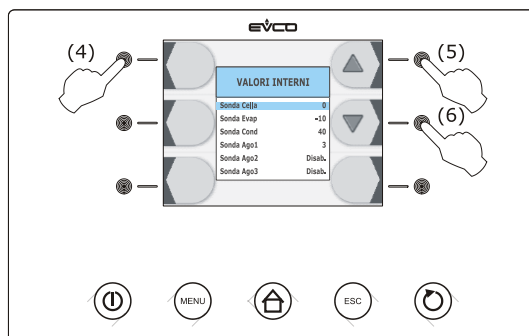 EVCO
(4)
(5)
VALORI INTERNI
Sonda Cella 0
Sonda Evap -10
(6)
Sonda Cond 40
Sonda Ago1 3
Sonda Ago2 Disab.
Sonda Ago3 Disab.
MENU
ESC